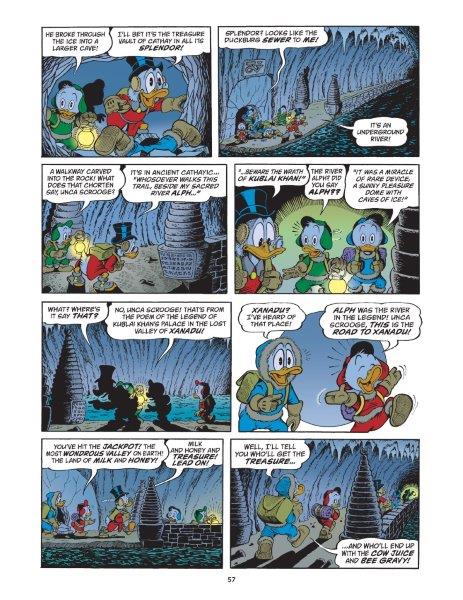 HE BROKE THROUGH
THE ICE INTO A
LARGER CAVE!
I'LL BET IT'S THE TREASURE
VAULT OF CATHAY IN ALL ITS
SPLENDOR!
SPLENDOR? LOOKS LIKE THE
DUCKBURG SEWER TO ME!
IT'S AN
UNDERGROUND
RIVER!
A WALKWAY CARVED
INTO THE ROCK! WHAT
DOES THAT CHORTEN
SAY, UNCA SCROOGE?
IT'S IN ANCIENT CATHAYIC...
"WHOSOEVER WALKS THIS
TRAIL, BESIDE MY SACRED
RIVER ALPH...
"...BEWARE THE WRATH
OF KUBLAI KHAN!"
THE RIVER
ALPH? DID
YOU SAY
ALPH?
"IT WAS A MIRACLE
OF RARE DEVICE,
A SUNNY PLEASURE
DOME WITH
CAVES OF ICE!"
WHAT? WHERE'S
IT SAY THAT?
NO, UNCA SCROOGE! THAT'S FROM
THE POEM OF THE LEGEND OF
KUBLAI KHAN'S PALACE IN THE LOST
VALLEY OF XANADU!
XANADU?
I'VE HEARD OF
THAT PLACE!
ALPH WAS THE RIVER
IN THE LEGEND! UNCA
SCROOGE, THIS IS THE
ROAD TO XANADU!
YOU'VE HIT THE JACKPOT! THE
MOST WONDROUS VALLEY ON EARTH!
THE LAND OF MILK AND HONEY!
MILK
AND HONEY AND
TREASURE!
LEAD ON!
WELL, I'LL TELL
YOU WHO'LL GET THE
TREASURE...
...AND WHO'LL END UP
WITH THE COW JUICE
AND BEE GRAVY!
57